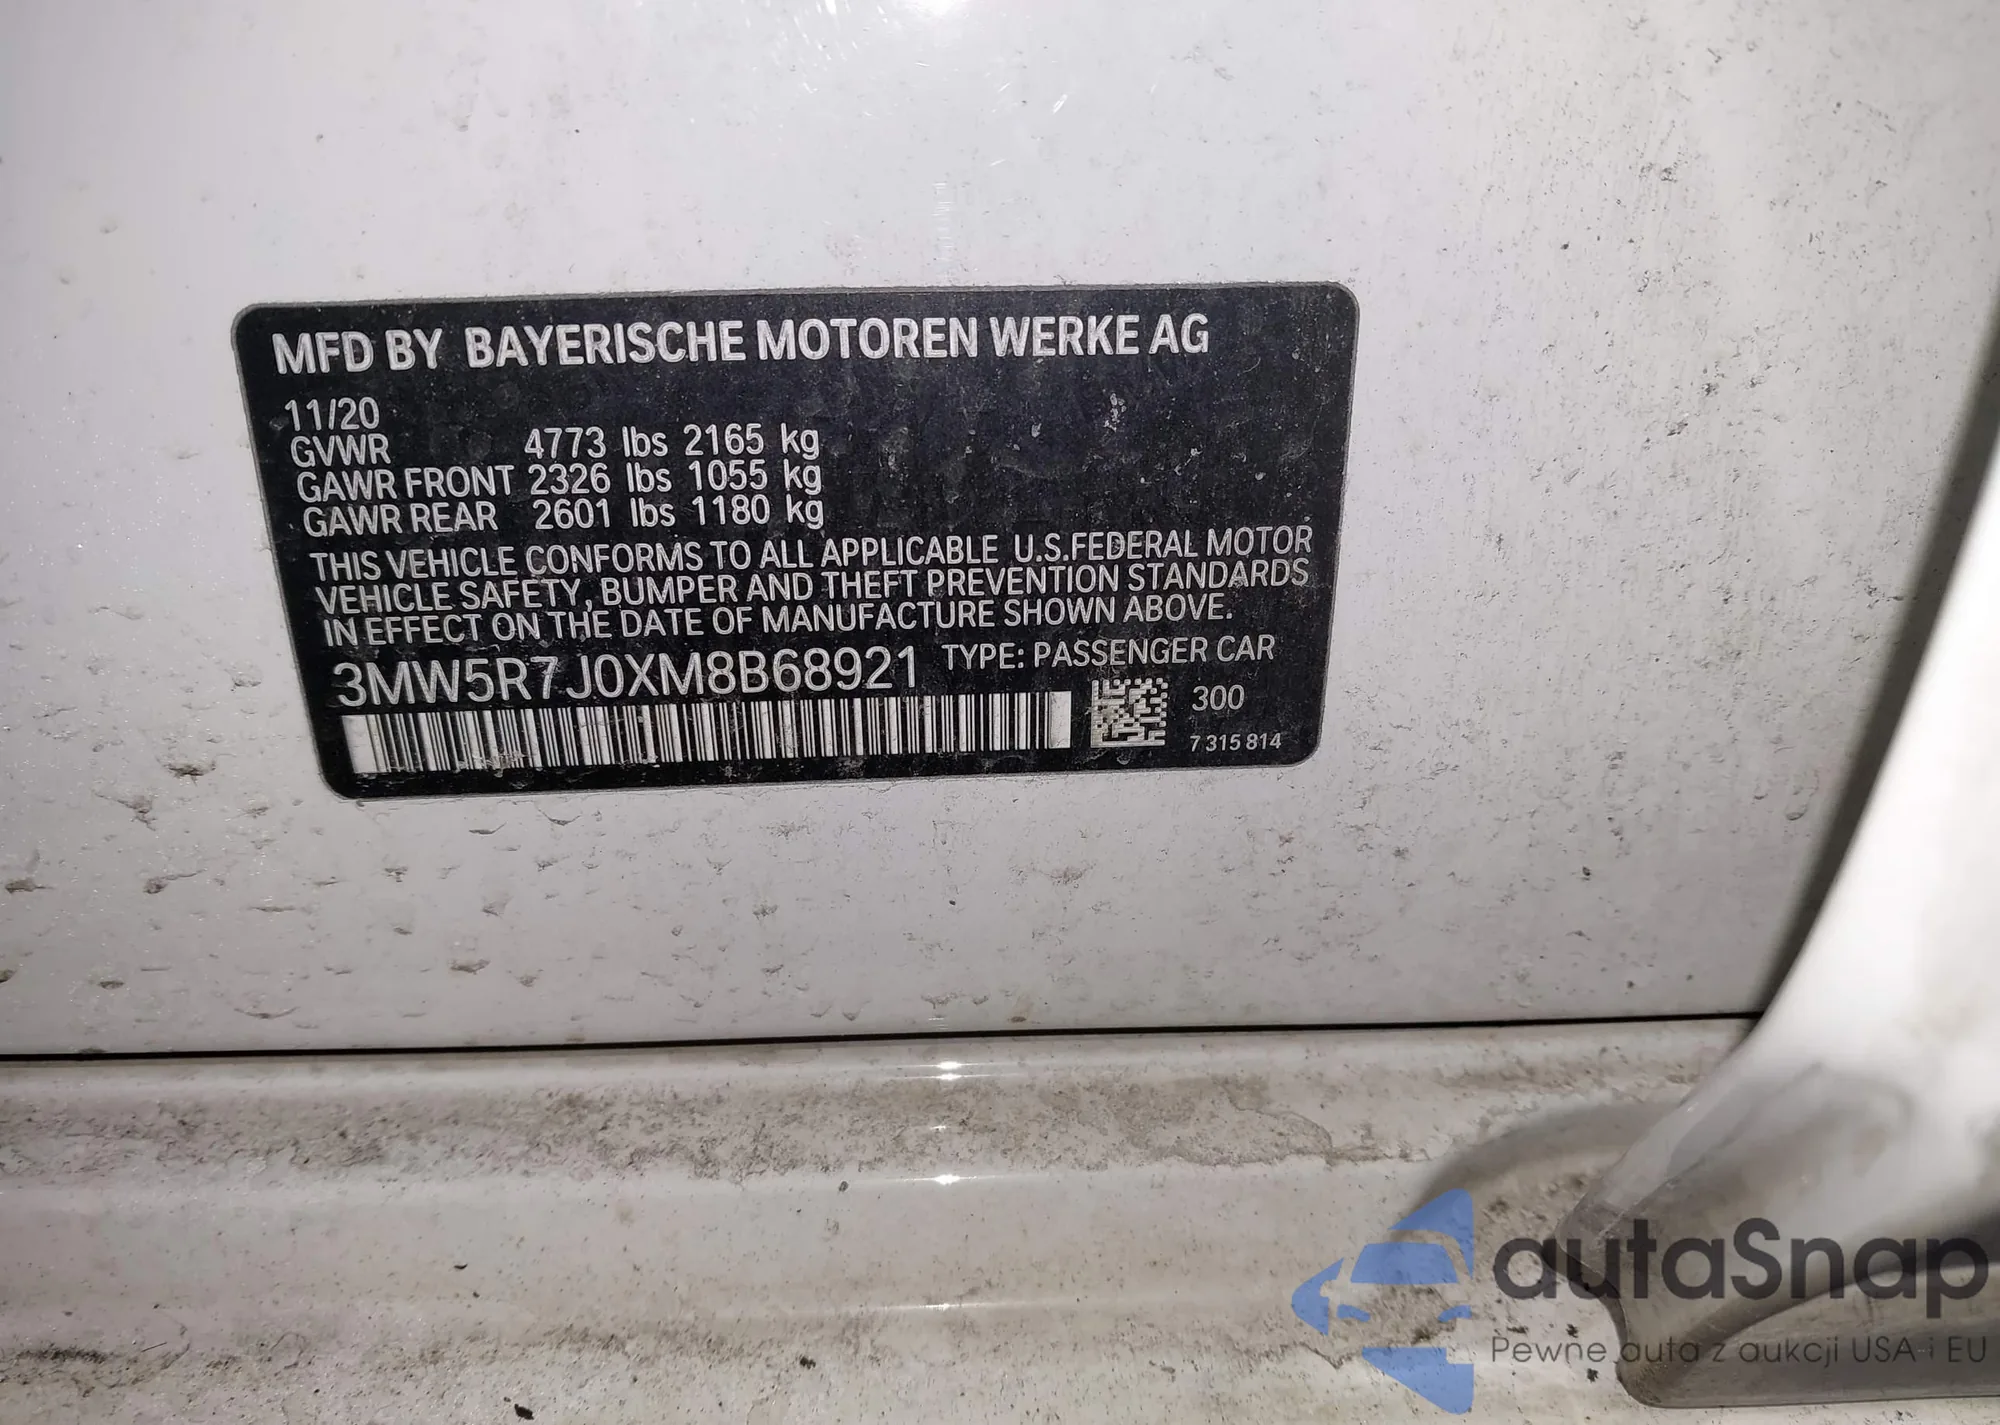 MFD BY BAYERISCHE MOTOREN WERKE AG
11/20
GVWR 4773 lbs 2165 kg
GAWR FRONT 2326 lbs 1055 kg
GAWR REAR 2601 lbs 1180 kg
THIS VEHICLE CONFORMS TO ALL APPLICABLE U.S.FEDERAL MOTOR
VEHICLE SAFETY, BUMPER AND THEFT PREVENTION STANDARDS
IN EFFECT ON THE DATE OF MANUFACTURE SHOWN ABOVE.
3MW5R7J0XM8B68921 TYPE: PASSENGER CAR
300
7 315 814
autaSnap
Pewne auta z aukcji USA i EU